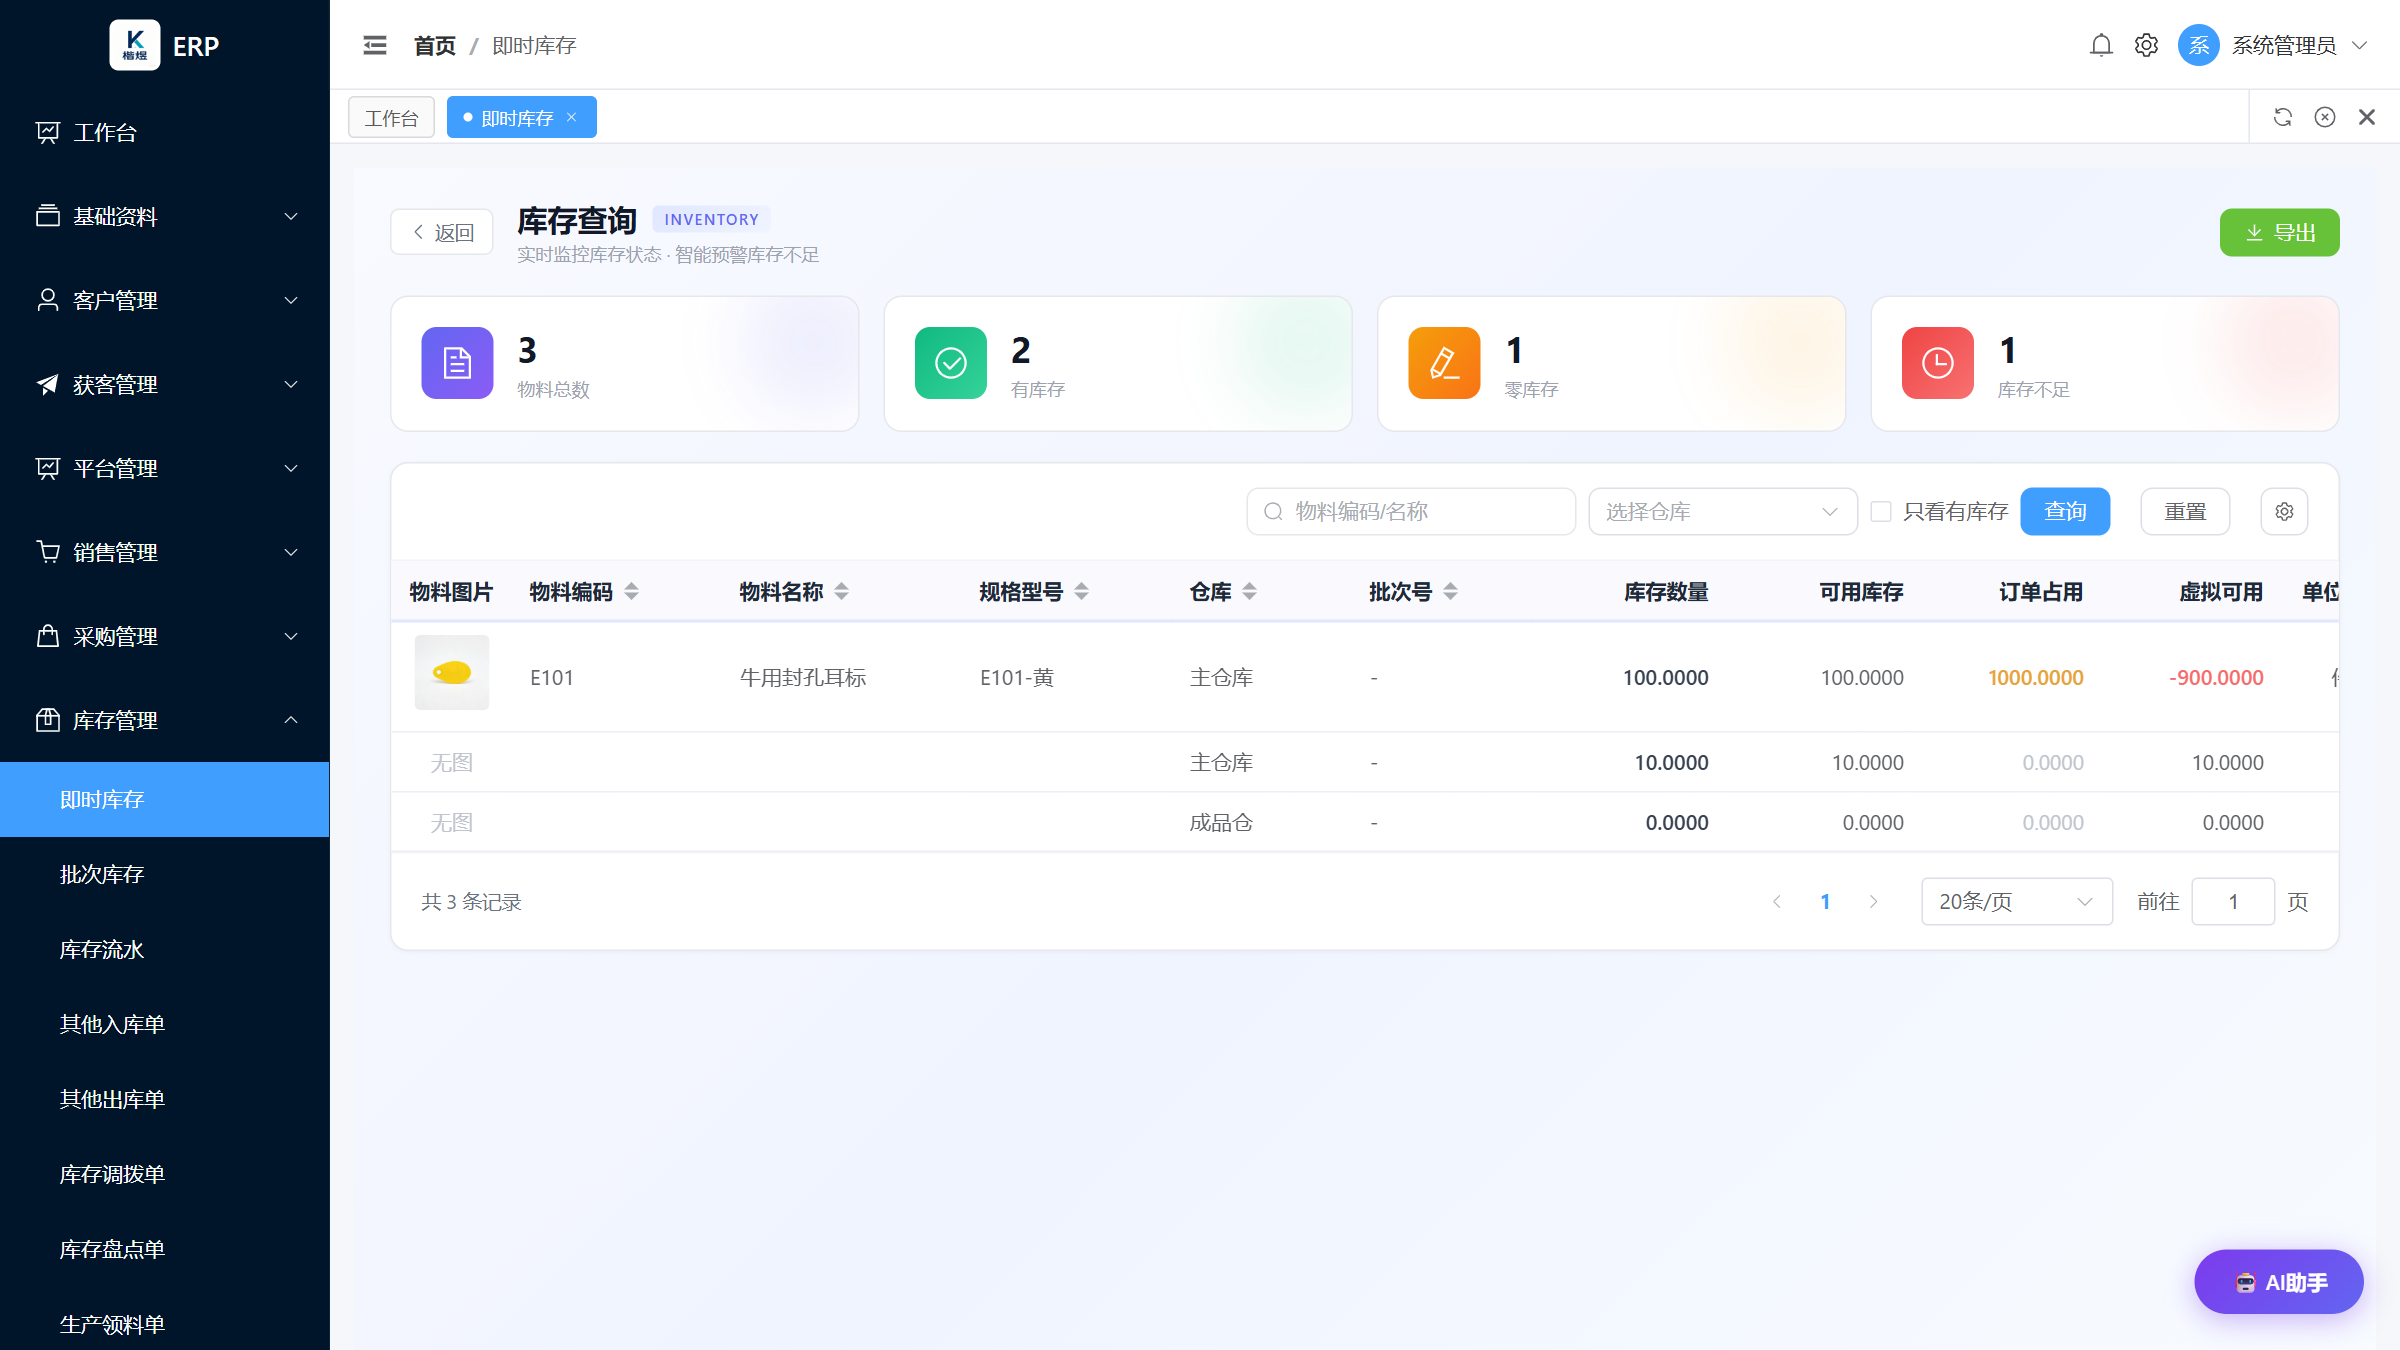 K
楷煜
ERP
工作台
基础资料
客户管理
获客管理
平台管理
销售管理
采购管理
库存管理
即时库存
批次库存
库存流水
其他入库单
其他出库单
库存调拨单
库存盘点单
生产领料单
首页 / 即时库存
系 系统管理员
工作台
即时库存
返回
库存查询 INVENTORY
实时监控库存状态 · 智能预警库存不足
导出
3
物料总数
2
有库存
1
零库存
1
库存不足
物料编码/名称 选择仓库 只看有库存 查询 重置
物料图片 物料编码 物料名称 规格型号 仓库 批次号 库存数量 可用库存 订单占用 虚拟可用 单位
E101 牛用封孔耳标 E101-黄 主仓库 - 100.0000 100.0000 1000.0000 -900.0000
无图 主仓库 - 10.0000 10.0000 0.0000 10.0000
无图 成品仓 - 0.0000 0.0000 0.0000 0.0000
共 3 条记录 1 20条/页 前往 1 页
AI助手